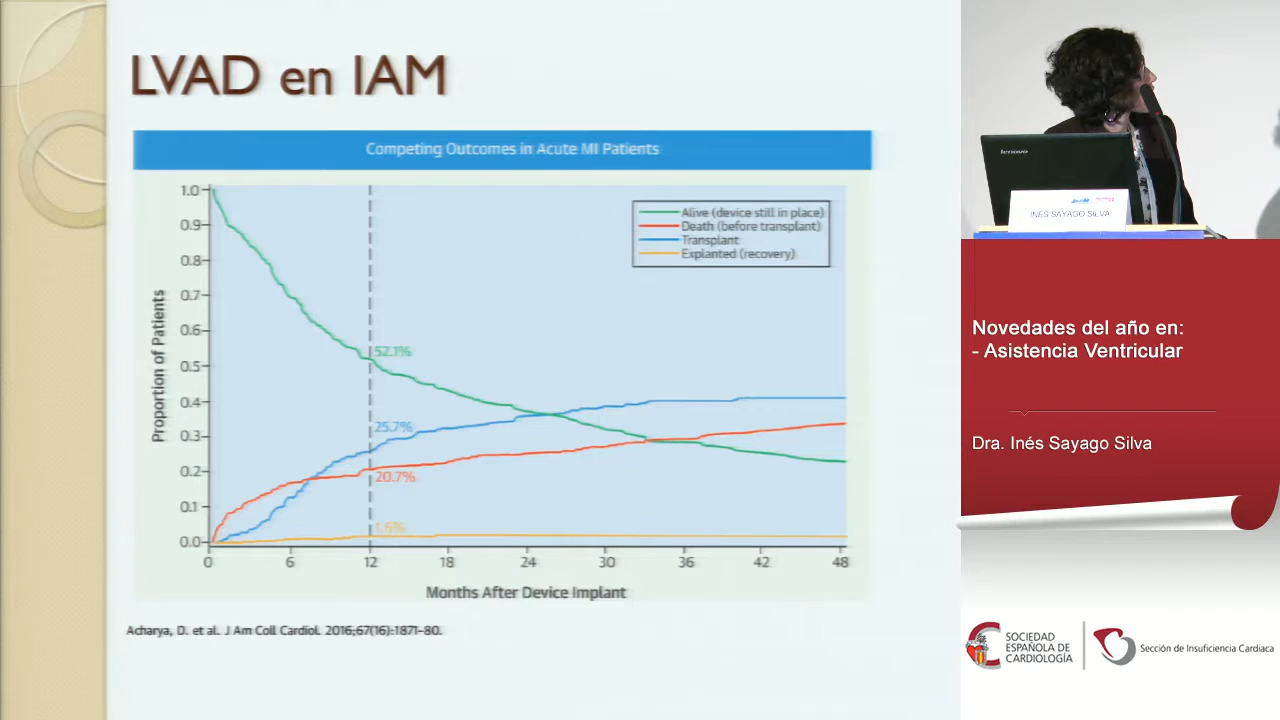 LVAD en IAM
Competing Outcomes in Acute MI Patients
Proportion of Patients
1.0
0.9
0.8
0.7
0.6
0.5
0.4
0.3
0.2
0.1
0.0
Alive (device still in place)
Death (before transplant)
Transplant
Explanted (recovery)
52.1%
25.7%
20.7%
1.6%
0 6 12 18 24 30 36 42 48
Months After Device Implant
Acharya, D. et al. J Am Coll Cardiol. 2016;67(16):1871-80.
INÉS SAYAGO SILVA
Novedades del año en:
- Asistencia Ventricular
Dra. Inés Sayago Silva
SOCIEDAD
ESPAÑOLA DE
CARDIOLOGÍA
Sección de Insuficiencia Cardiaca